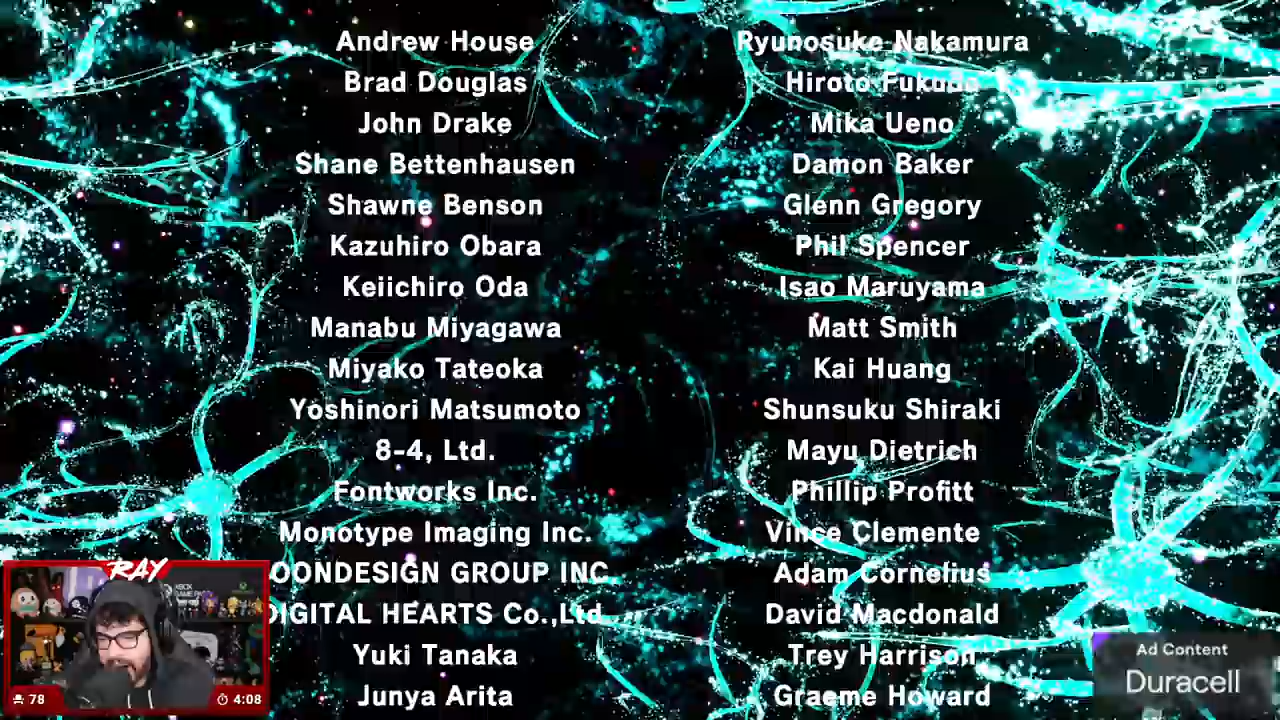 Andrew House
Brad Douglas
John Drake
Shane Bettenhausen
Shawne Benson
Kazuhiro Obara
Keiichiro Oda
Manabu Miyagawa
Miyako Tateoka
Yoshinori Matsumoto
8-4, Ltd.
Fontworks Inc.
Monotype Imaging Inc.
OONDESIGN GROUP INC.
DIGITAL HEARTS Co.,Ltd.
Yuki Tanaka
Junya Arita
Ryunosuke Nakamura
Hiroto Fukuda
Mika Ueno
Damon Baker
Glenn Gregory
Phil Spencer
Isao Maruyama
Matt Smith
Kai Huang
Shunsuku Shiraki
Mayu Dietrich
Phillip Profitt
Vince Clemente
Adam Cornelius
David Macdonald
Trey Harrison
Graeme Howard
RAY
XBOX
GAME PASS
78
4:08
Ad Content
Duracell